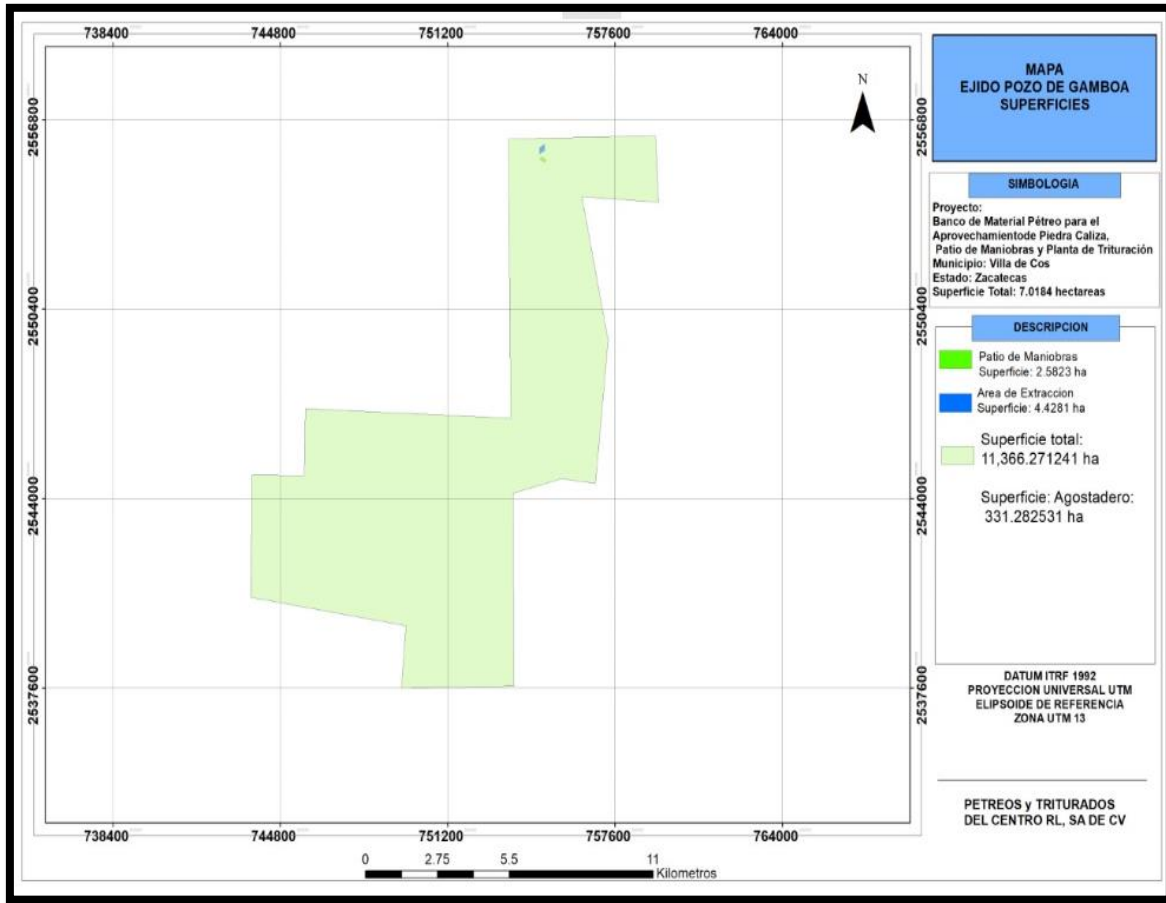 738400 744800 751200 757600 764000
2556800 2556800
N
2550400 2550400
2544000 2544000
2537600 2537600
738400 744800 751200 757600 764000
0 2.75 5.5 11
Kilometros
MAPA
EJIDO POZO DE GAMBOA
SUPERFICIES
SIMBOLOGIA
Proyecto:
Banco de Material Pétreo para el
Aprovechamientode Piedra Caliza,
Patio de Maniobras y Planta de Trituración
Municipio: Villa de Cos
Estado: Zacatecas
Superficie Total: 7.0184 hectareas
DESCRIPCION
Patio de Maniobras
Superficie: 2.5823 ha
Area de Extraccion
Superficie: 4.4281 ha
Superficie total:
11,366.271241 ha
Superficie: Agostadero:
331.282531 ha
DATUM ITRF 1992
PROYECCION UNIVERSAL UTM
ELIPSOIDE DE REFERENCIA
ZONA UTM 13
PETREOS y TRITURADOS
DEL CENTRO RL, SA DE CV